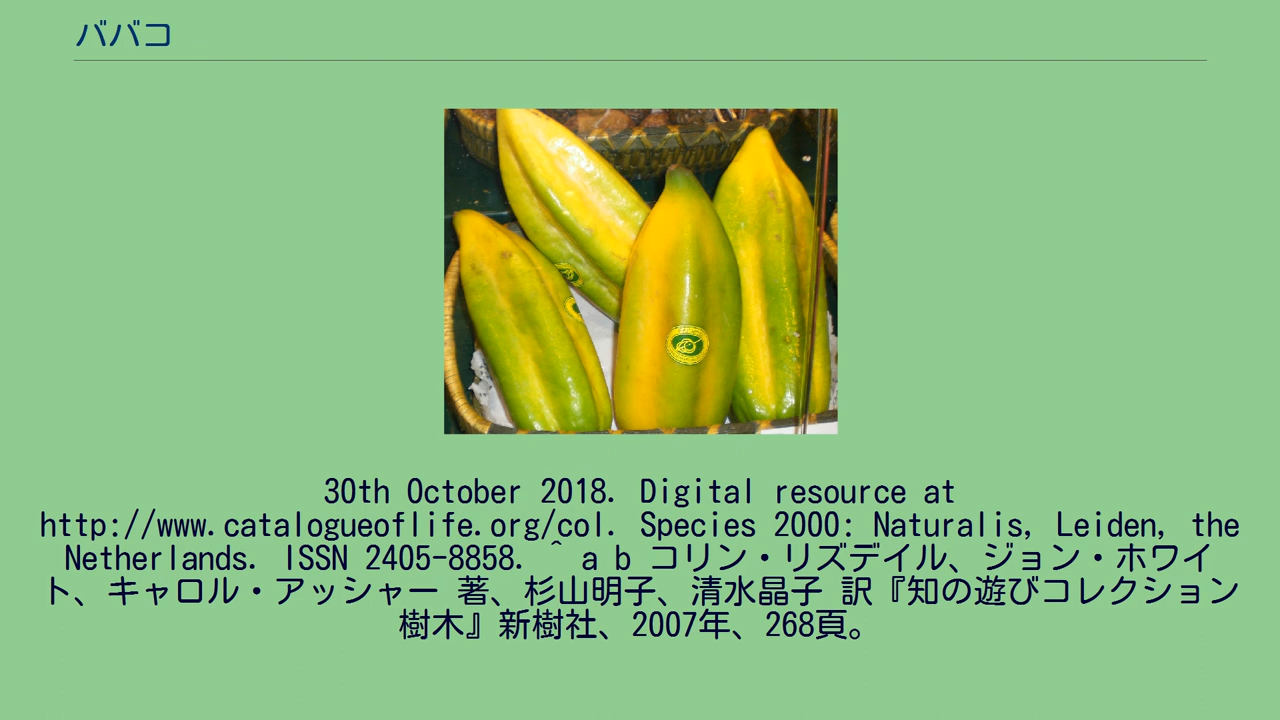 ババコ
30th October 2018. Digital resource at
http://www.catalogueoflife.org/col. Species 2000: Naturalis, Leiden, the
Netherlands. ISSN 2405-8858. ^ a b コリン・リズデイル、ジョン・ホワイ
ト、キャロル・アッシャー 著、杉山明子、清水晶子 訳『知の遊びコレクション
樹木』新樹社、2007年、268頁。